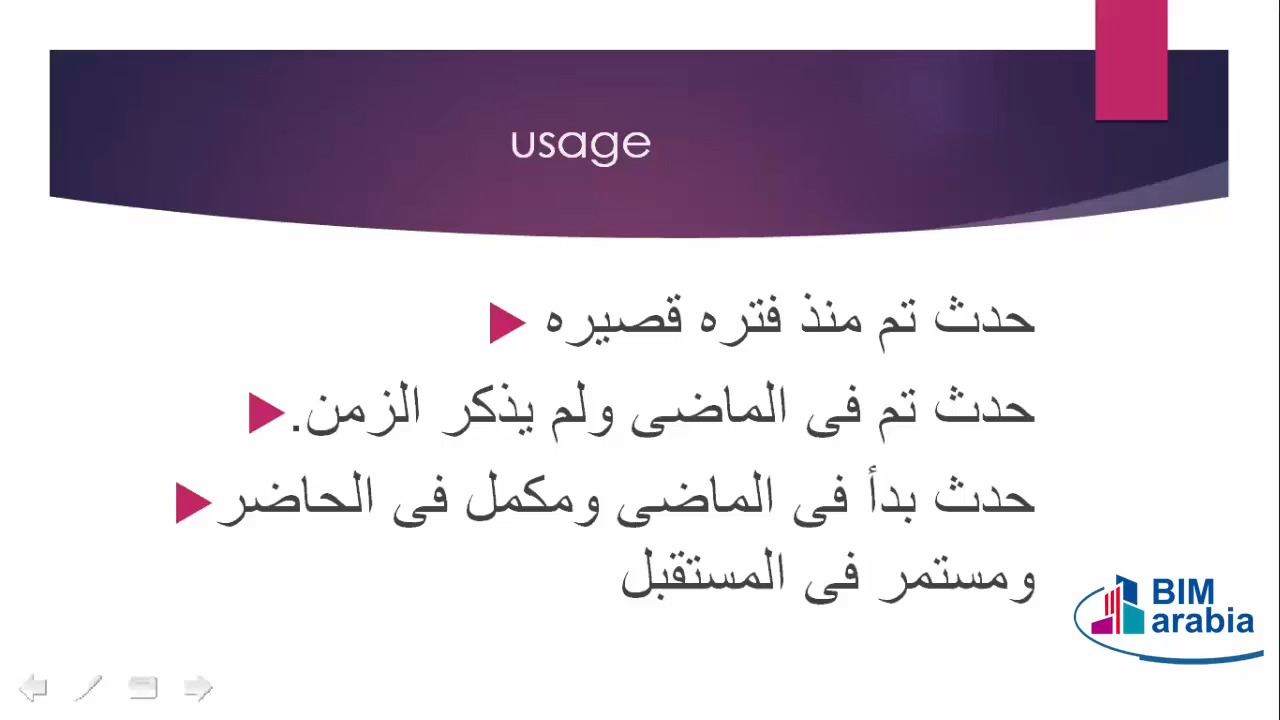 usage
حدث تم منذ فتره قصيره
حدث تم فى الماضى ولم يذكر الزمن.
حدث بدأ فى الماضى ومكمل فى الحاضر
ومستمر فى المستقبل
BIM
arabia